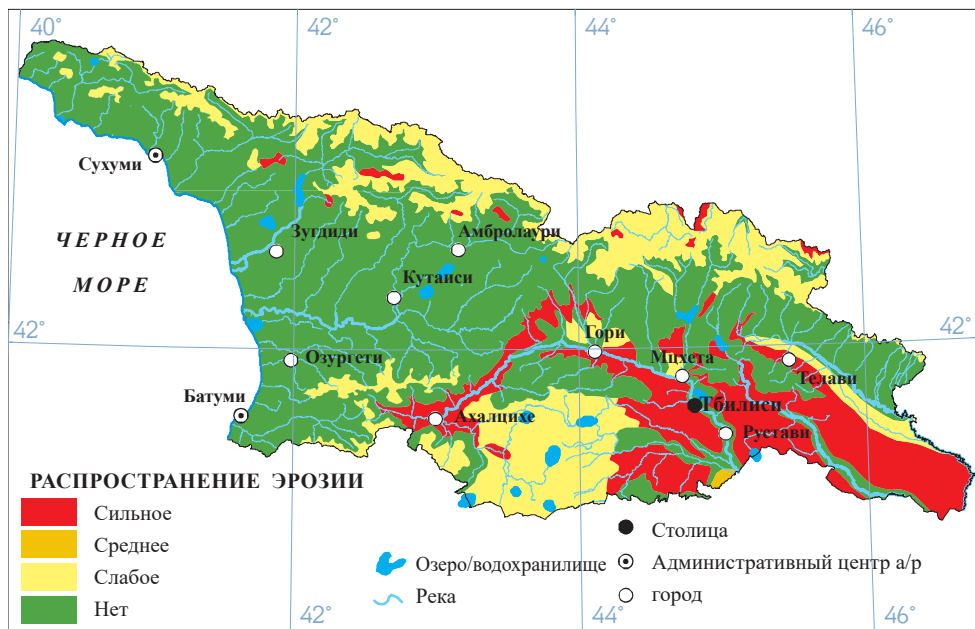 40°
42°
44°
46°
Сухуми
ЧЕРНОЕ
МОРЕ
Зугдиди
Амбролаури
Кутаиси
42°
42°
Гори
Озургети
Мцхета
Телави
Батуми
Тбилиси
Ахалцихе
Рустави
РАСПРОСТРАНЕНИЕ ЭРОЗИИ
Сильное
Среднее
Слабое
Нет
Озеро/водохранилище
Река
Столица
Административный центр а/р
город
42°
44°
46°